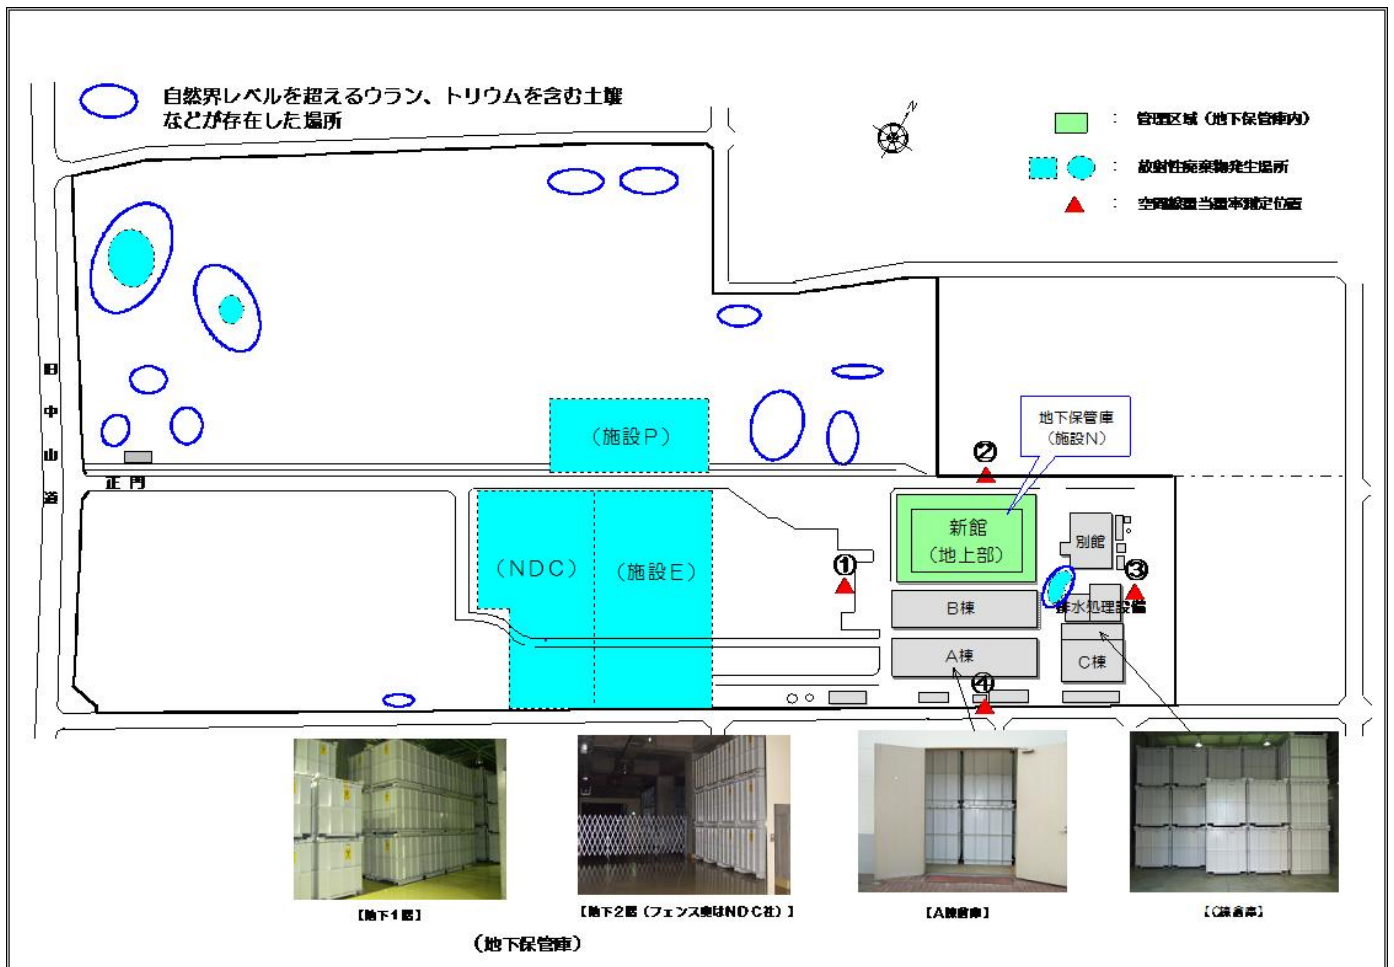 自然界レベルを超えるウラン、トリウムを含む土壌
などが存在した場所
N
： 管理区域（地下保管庫内）
： 放射性廃棄物発生場所
： 空間線量当量率測定位置
旧中山道
正門
（施設P）
（NDC）
（施設E）
地下保管庫
（施設N）
②
新館
（地上部）
別館
①
③
B棟
排水処理設備
A棟
C棟
④
【地下1階】
【地下2階（フェンス奥はNDC社）】
【A棟倉庫】
【C棟倉庫】
（地下保管庫）